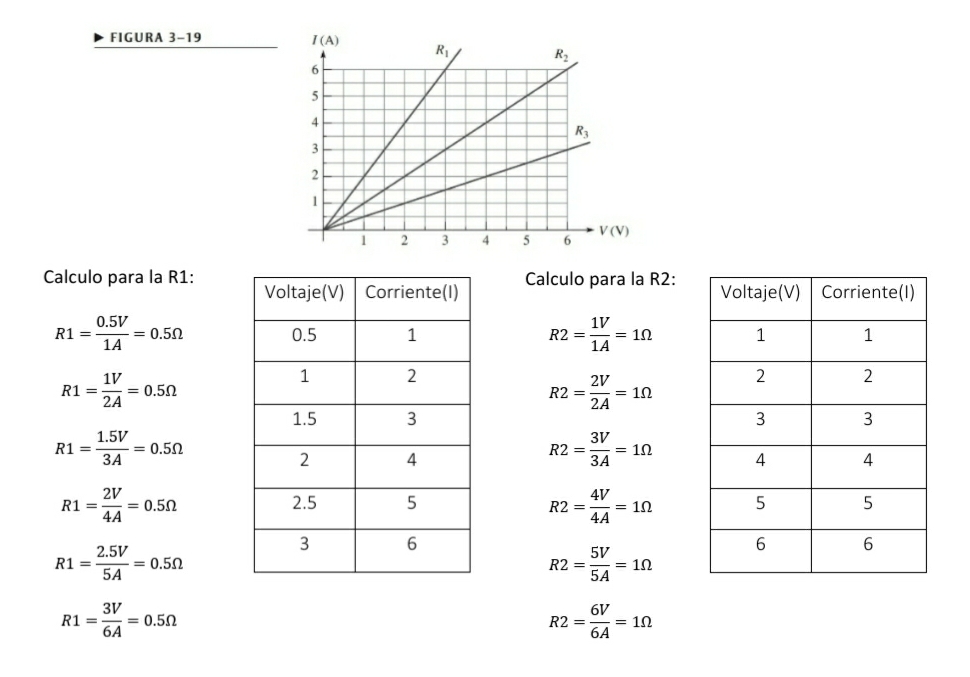 ► FIGURA 3–19
I (A)
R1
R2
6
5
4
3
2
1
R3
V (V)
1 2 3 4 5 6
Calculo para la R1:
R1 = 0.5V/1A = 0.5Ω
R1 = 1V/2A = 0.5Ω
R1 = 1.5V/3A = 0.5Ω
R1 = 2V/4A = 0.5Ω
R1 = 2.5V/5A = 0.5Ω
R1 = 3V/6A = 0.5Ω
Voltaje(V) Corriente(I)
0.5 1
1 2
1.5 3
2 4
2.5 5
3 6
Calculo para la R2:
R2 = 1V/1A = 1Ω
R2 = 2V/2A = 1Ω
R2 = 3V/3A = 1Ω
R2 = 4V/4A = 1Ω
R2 = 5V/5A = 1Ω
R2 = 6V/6A = 1Ω
Voltaje(V) Corriente(I)
1 1
2 2
3 3
4 4
5 5
6 6